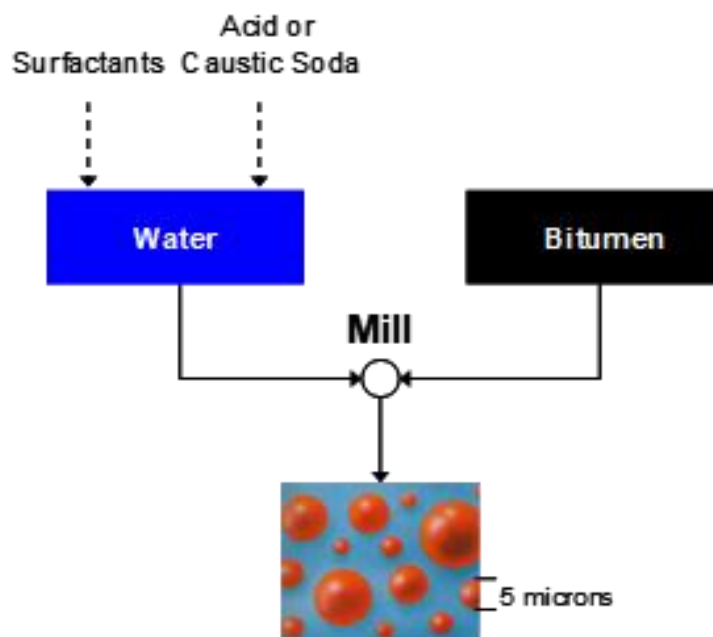 Acid or
Surfactants Caustic Soda
Water
Bitumen
Mill
5 microns